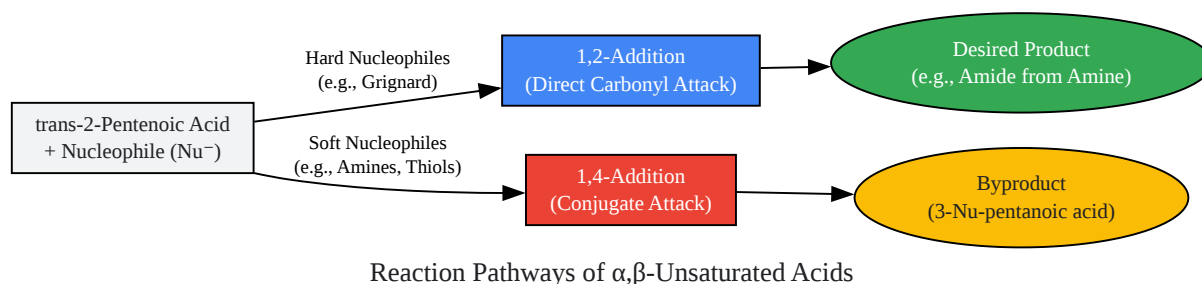 trans-2-Pentenoic Acid
+ Nucleophile (Nu⁻)
Hard Nucleophiles
(e.g., Grignard)
1,2-Addition
(Direct Carbonyl Attack)
Desired Product
(e.g., Amide from Amine)
Soft Nucleophiles
(e.g., Amines, Thiols)
1,4-Addition
(Conjugate Attack)
Byproduct
(3-Nu-pentanoic acid)
Reaction Pathways of α,β-Unsaturated Acids